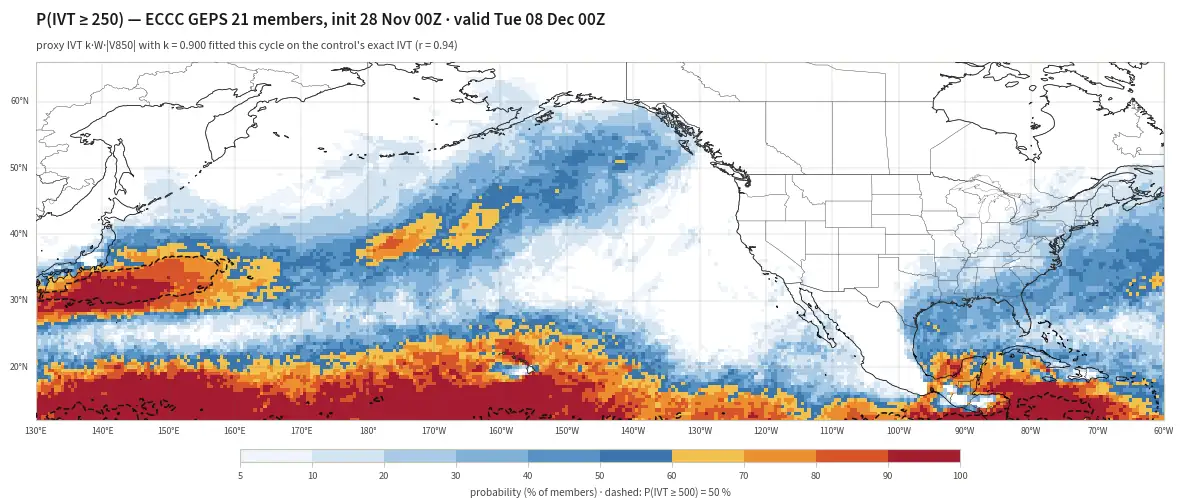 P(IVT ≥ 250) — ECCC GEPS 21 members, init 28 Nov 00Z · valid Tue 08 Dec 00Z
proxy IVT k·W·|V850| with k = 0.900 fitted this cycle on the control's exact IVT (r = 0.94)
60°N
50°N
40°N
30°N
20°N
130°E 140°E 150°E 160°E 170°E 180° 170°W 160°W 150°W 140°W 130°W 120°W 110°W 100°W 90°W 80°W 70°W 60°W
5 10 20 30 40 50 60 70 80 90 100
probability (% of members) · dashed: P(IVT ≥ 500) = 50 %